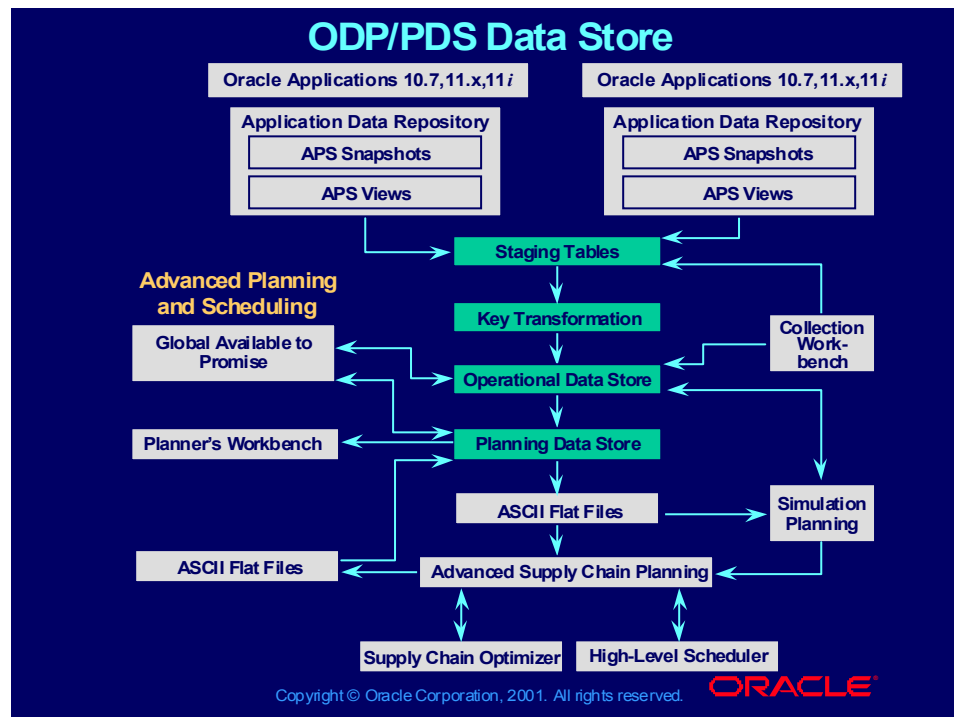 ODP/PDS Data Store
Oracle Applications 10.7,11.x,11i
Oracle Applications 10.7,11.x,11i
Application Data Repository
APS Snapshots
APS Views
Application Data Repository
APS Snapshots
APS Views
Staging Tables
Advanced Planning
and Scheduling
Key Transformation
Collection
Work-
bench
Global Available to
Promise
Operational Data Store
Planner's Workbench
Planning Data Store
ASCII Flat Files
Simulation
Planning
ASCII Flat Files
Advanced Supply Chain Planning
Supply Chain Optimizer
High-Level Scheduler
Copyright © Oracle Corporation, 2001. All rights reserved.
ORACLE®